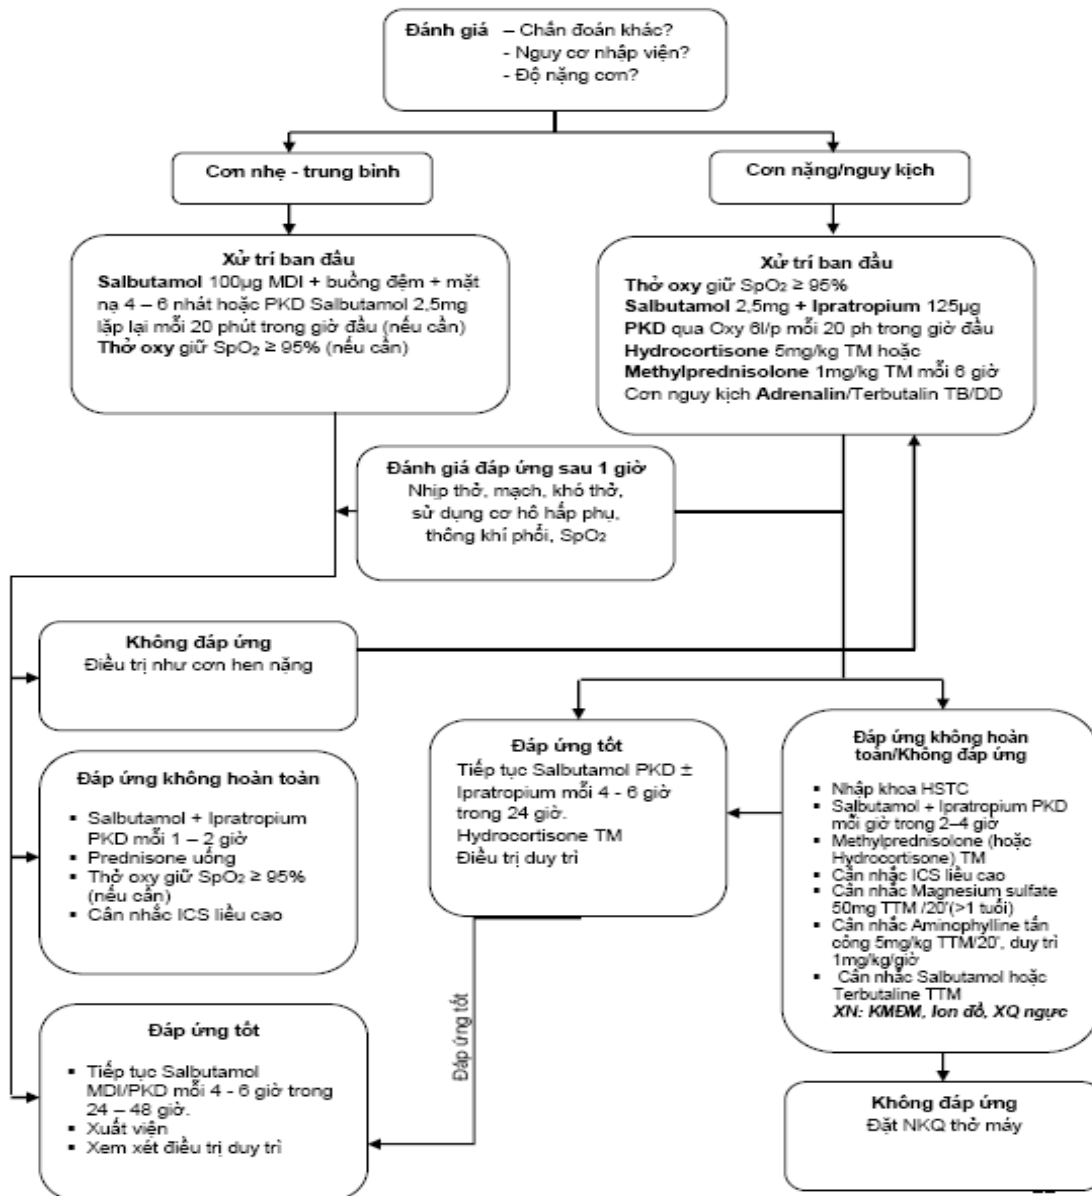 Đánh giá – Chẩn đoán khác?
- Nguy cơ nhập viện?
- Độ nặng cơn?
Cơn nhẹ - trung bình
Cơn nặng/nguy kịch
Xử trí ban đầu
Salbutamol 100µg MDI + buồng đệm + mặt
nạ 4 – 6 nhát hoặc PKD Salbutamol 2,5mg
lặp lại mỗi 20 phút trong giờ đầu (nếu cần)
Thở oxy giữ SpO₂ ≥ 95% (nếu cần)
Xử trí ban đầu
Thở oxy giữ SpO₂ ≥ 95%
Salbutamol 2,5mg + Ipratropium 125µg
PKD qua Oxy 6l/p mỗi 20 ph trong giờ đầu
Hydrocortisone 5mg/kg TM hoặc
Methylprednisolone 1mg/kg TM mỗi 6 giờ
Cơn nguy kịch Adrenalin/Terbutalin TB/DD
Đánh giá đáp ứng sau 1 giờ
Nhịp thở, mạch, khó thở,
sử dụng cơ hô hấp phụ,
thông khí phổi, SpO₂
Không đáp ứng
Điều trị như cơn hen nặng
Đáp ứng không hoàn toàn
▪ Salbutamol + Ipratropium
PKD mỗi 1 – 2 giờ
▪ Prednisone uống
▪ Thở oxy giữ SpO₂ ≥ 95%
(nếu cần)
▪ Cân nhắc ICS liều cao
Đáp ứng tốt
▪ Tiếp tục Salbutamol
MDI/PKD mỗi 4 - 6 giờ trong
24 – 48 giờ.
▪ Xuất viện
▪ Xem xét điều trị duy trì
Đáp ứng tốt
Tiếp tục Salbutamol PKD ±
Ipratropium mỗi 4 - 6 giờ
trong 24 giờ.
Hydrocortisone TM
Điều trị duy trì
Đáp ứng tốt
Đáp ứng không hoàn
toàn/Không đáp ứng
▪ Nhập khoa HSTC
▪ Salbutamol + Ipratropium PKD
mỗi giờ trong 2–4 giờ
▪ Methylprednisolone (hoặc
Hydrocortisone) TM
▪ Cân nhắc ICS liều cao
▪ Cân nhắc Magnesium sulfate
50mg TTM /20'(>1 tuổi)
▪ Cân nhắc Aminophylline tấn
công 5mg/kg TTM/20', duy trì
1mg/kg/giờ
▪ Cân nhắc Salbutamol hoặc
Terbutaline TTM
XN: KMĐM, Ion đồ, XQ ngực
Không đáp ứng
Đặt NKQ thở máy